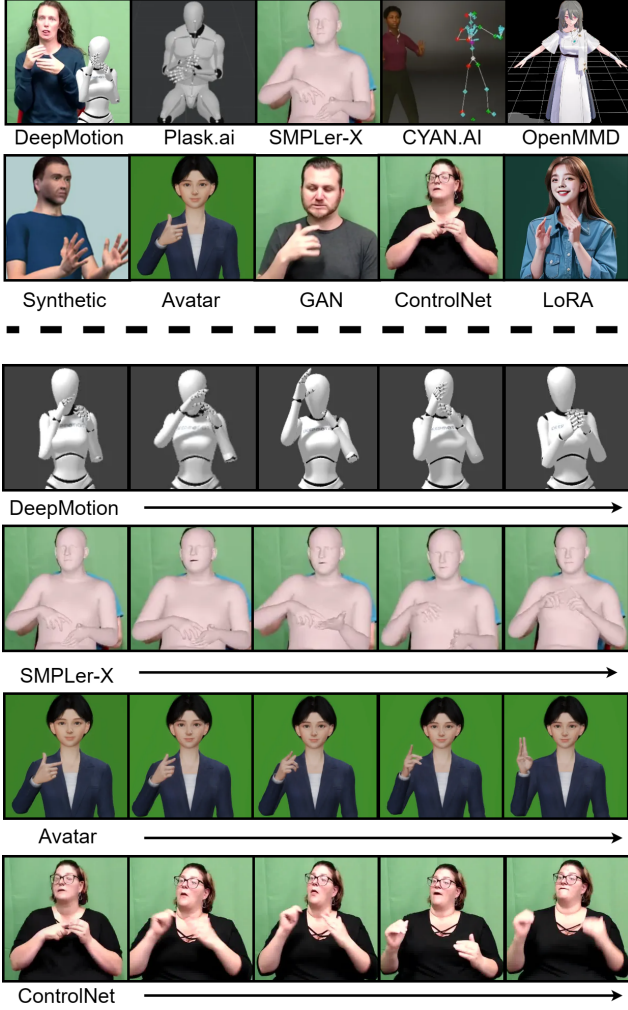 DeepMotion Plask.ai SMPLer-X CYAN.AI OpenMMD
Synthetic Avatar GAN ControlNet LoRA
DeepMotion
SMPLer-X
Avatar
ControlNet